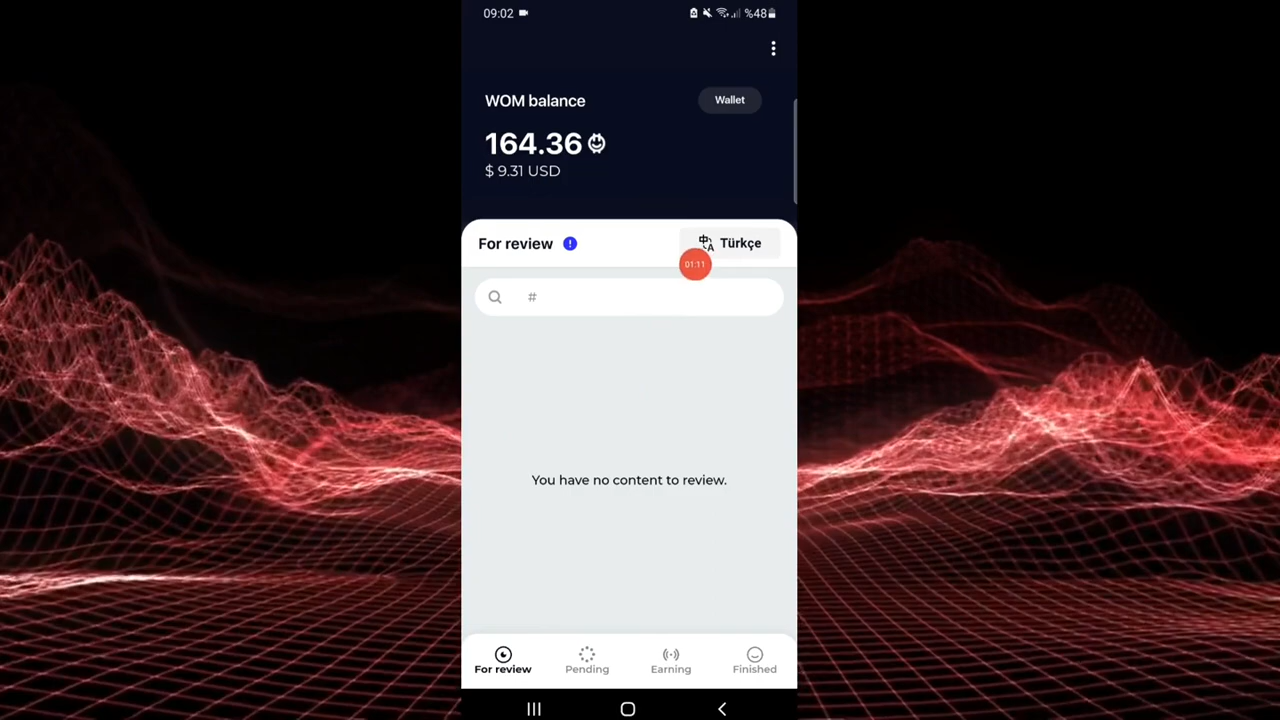 09:02 %48
WOM balance
Wallet
164.36
$ 9.31 USD
For review !
Türkçe
01:11
#
You have no content to review.
For review Pending Earning Finished